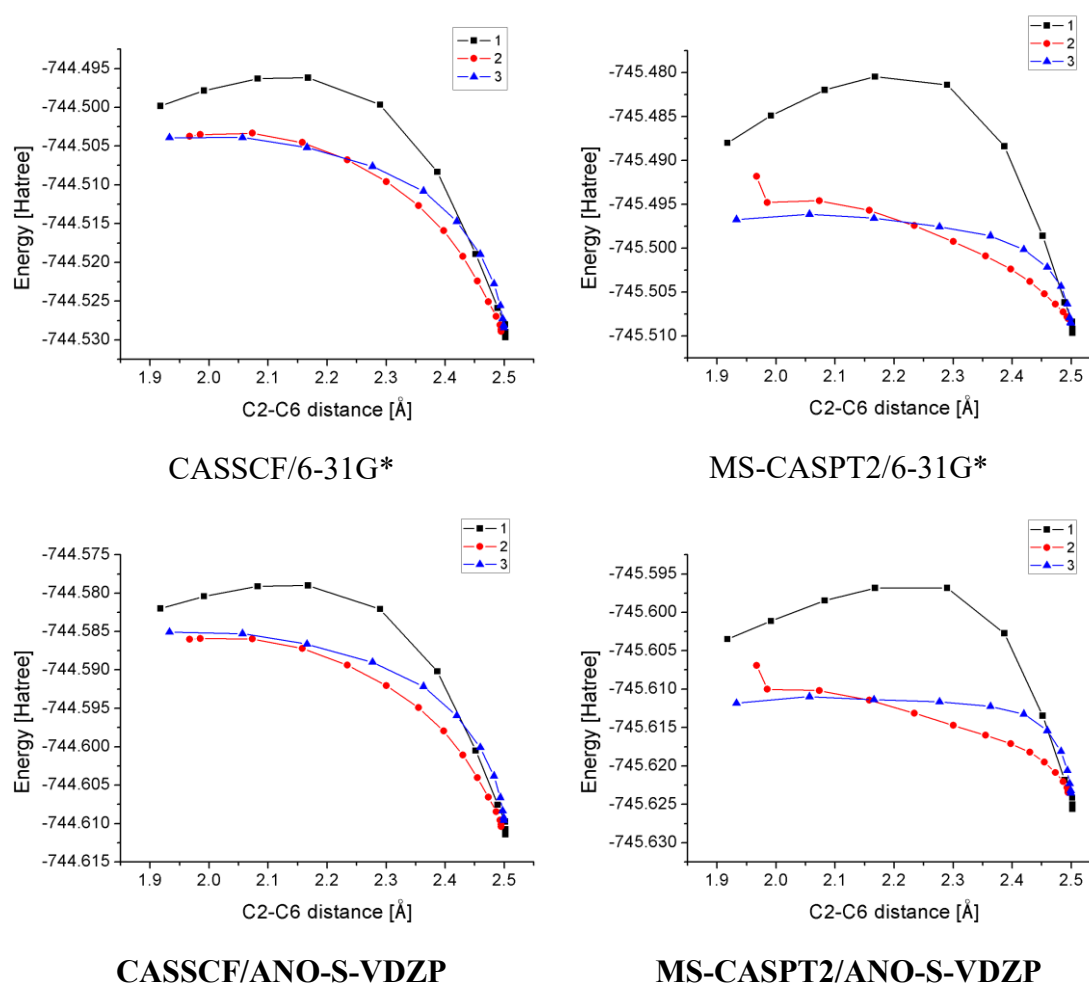 1
2
3
-744.495
-744.500
-744.505
-744.510
-744.515
-744.520
-744.525
-744.530
Energy [Hatree]
1.9 2.0 2.1 2.2 2.3 2.4 2.5
C2-C6 distance [Å]
CASSCF/6-31G*
1
2
3
-745.480
-745.485
-745.490
-745.495
-745.500
-745.505
-745.510
Energy [Hatree]
1.9 2.0 2.1 2.2 2.3 2.4 2.5
C2-C6 distance [Å]
MS-CASPT2/6-31G*
1
2
3
-744.575
-744.580
-744.585
-744.590
-744.595
-744.600
-744.605
-744.610
-744.615
Energy [Hatree]
1.9 2.0 2.1 2.2 2.3 2.4 2.5
C2-C6 distance [Å]
CASSCF/ANO-S-VDZP
1
2
3
-745.595
-745.600
-745.605
-745.610
-745.615
-745.620
-745.625
-745.630
Energy [Hatree]
1.9 2.0 2.1 2.2 2.3 2.4 2.5
C2-C6 distance [Å]
MS-CASPT2/ANO-S-VDZP